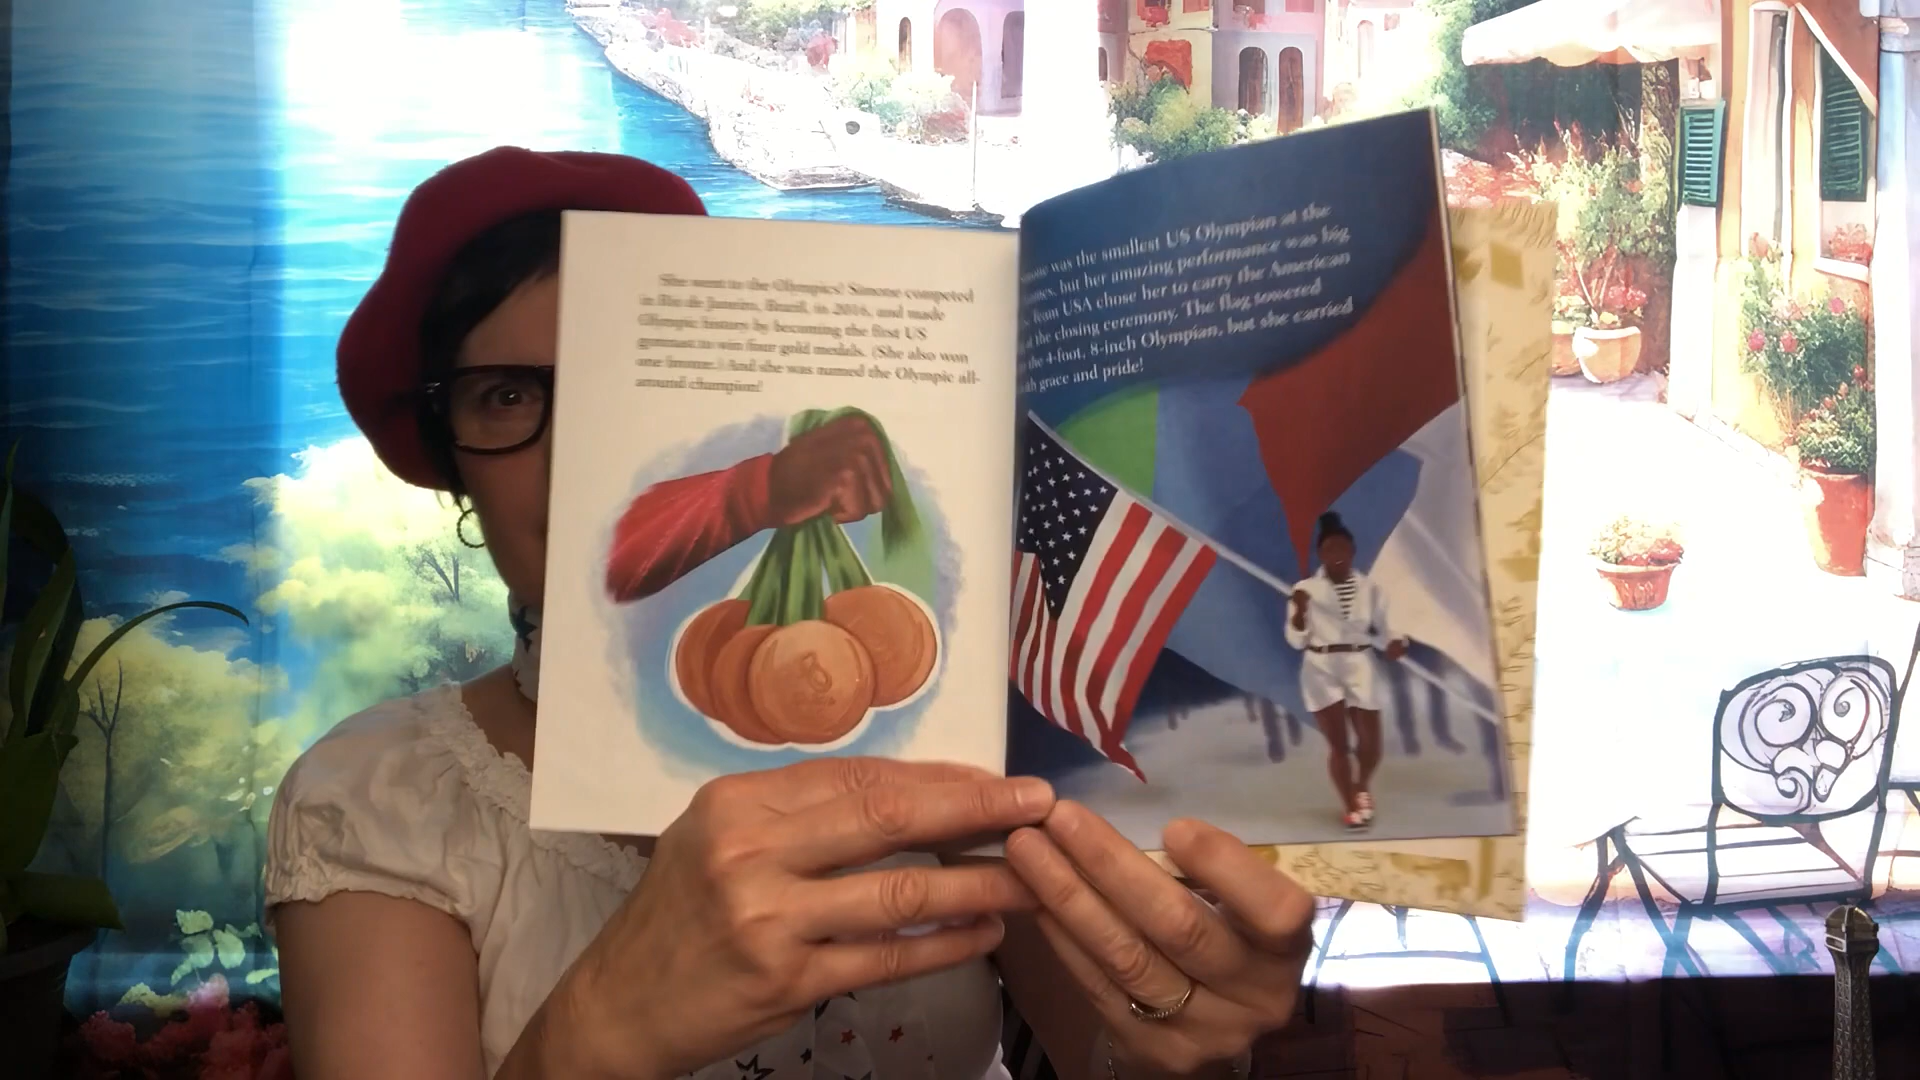 She went to the Olympics! Simone competed
in Rio de Janeiro, Brazil, in 2016, and made
Olympic history by becoming the first US
gymnast to win four gold medals. (She also won
one bronze.) And she was named the Olympic all-
around champion!
was the smallest US Olympian at the
but her amazing performance was big
Team USA chose her to carry the American
at the closing ceremony. The flag towered
the 4-foot, 8-inch Olympian, but she carried
grace and pride!